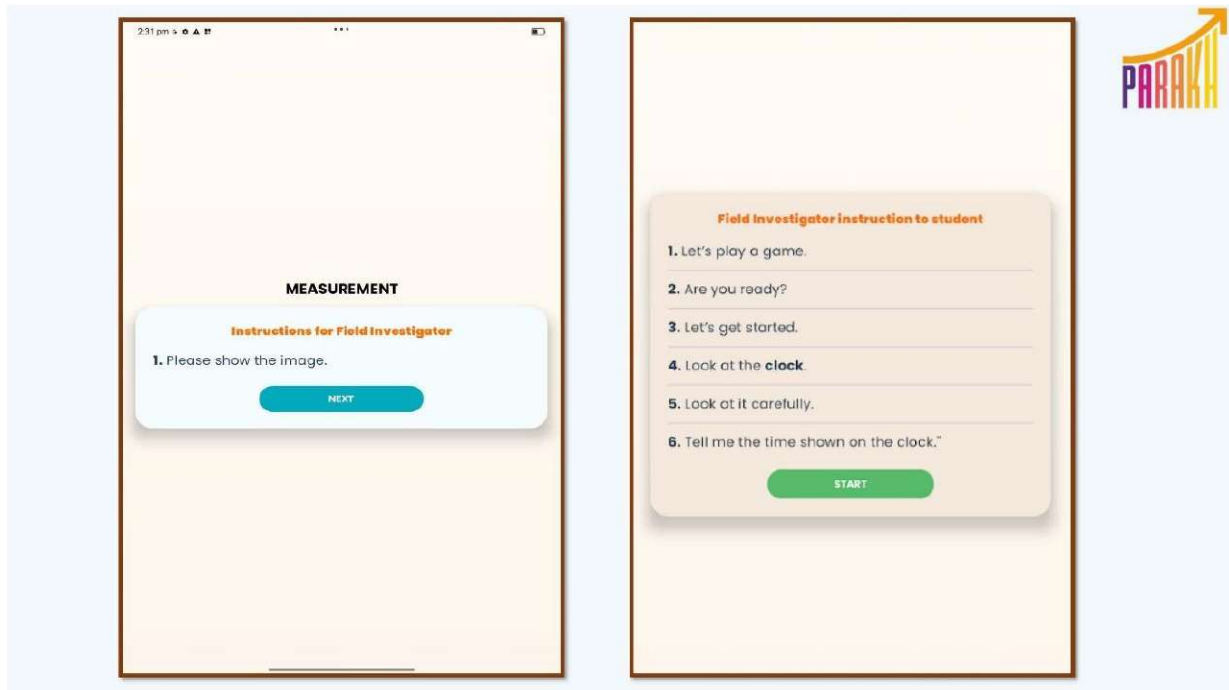 2:31 pm
MEASUREMENT
Instructions for Field Investigator
1. Please show the image.
NEXT
Field Investigator instruction to student
1. Let's play a game.
2. Are you ready?
3. Let's get started.
4. Look at the clock.
5. Look at it carefully.
6. Tell me the time shown on the clock."
START
PARAKH